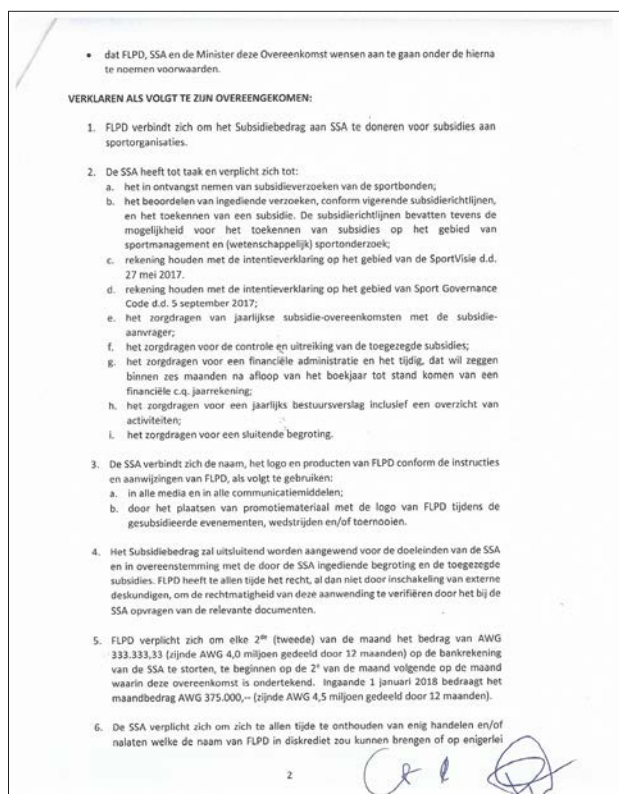 • dat FLPD, SSA en de Minister deze Overeenkomst wensen aan te gaan onder de hierna
te noemen voorwaarden.
VERKLAREN ALS VOLGT TE ZIJN OVEREENGEKOMEN:
1. FLPD verbindt zich om het Subsidiebedrag aan SSA te doneren voor subsidies aan
sportorganisaties.
2. De SSA heeft tot taak en verplicht zich tot:
a. het in ontvangst nemen van subsidieverzoeken van de sportbonden;
b. het beoordelen van ingediende verzoeken, conform vigerende subsidierichtlijnen,
en het toekennen van een subsidie. De subsidierichtlijnen bevatten tevens de
mogelijkheid voor het toekennen van subsidies op het gebied van
sportmanagement en (wetenschappelijk) sportonderzoek;
c. rekening houden met de intentieverklaring op het gebied van de SportVisie d.d.
27 mei 2017.
d. rekening houden met de intentieverklaring op het gebied van Sport Governance
Code d.d. 5 september 2017;
e. het zorgdragen van jaarlijkse subsidie-overeenkomsten met de subsidie-
aanvrager;
f. het zorgdragen voor de controle en uitreiking van de toegezegde subsidies;
g. het zorgdragen voor een financiële administratie en het tijdig, dat wil zeggen
binnen zes maanden na afloop van het boekjaar tot stand komen van een
financiële c.q. jaarrekening;
h. het zorgdragen voor een jaarlijks bestuursverslag inclusief een overzicht van
activiteiten;
i. het zorgdragen voor een sluitende begroting.
3. De SSA verbindt zich de naam, het logo en producten van FLPD conform de instructies
en aanwijzingen van FLPD, als volgt te gebruiken:
a. in alle media en in alle communicatiemiddelen;
b. door het plaatsen van promotiemateriaal met de logo van FLPD tijdens de
gesubsidieerde evenementen, wedstrijden en/of toernooien.
4. Het Subsidiebedrag zal uitsluitend worden aangewend voor de doeleinden van de SSA
en in overeenstemming met de door de SSA ingediende begroting en de toegezegde
subsidies. FLPD heeft te allen tijde het recht, al dan niet door inschakeling van externe
deskundigen, om de rechtmatigheid van deze aanwending te verifiëren door het bij de
SSA opvragen van de relevante documenten.
5. FLPD verplicht zich om elke 2de (tweede) van de maand het bedrag van AWG
333.333,33 (zijnde AWG 4,0 miljoen gedeeld door 12 maanden) op de bankrekening
van de SSA te storten, te beginnen op de 2e van de maand volgende op de maand
waarin deze overeenkomst is ondertekend. Ingaande 1 januari 2018 bedraagt het
maandbedrag AWG 375.000,-- (zijnde AWG 4,5 miljoen gedeeld door 12 maanden).
6. De SSA verplicht zich om zich te allen tijde te onthouden van enig handelen en/of
nalaten welke de naam van FLPD in diskrediet zou kunnen brengen of op enigerlei
2